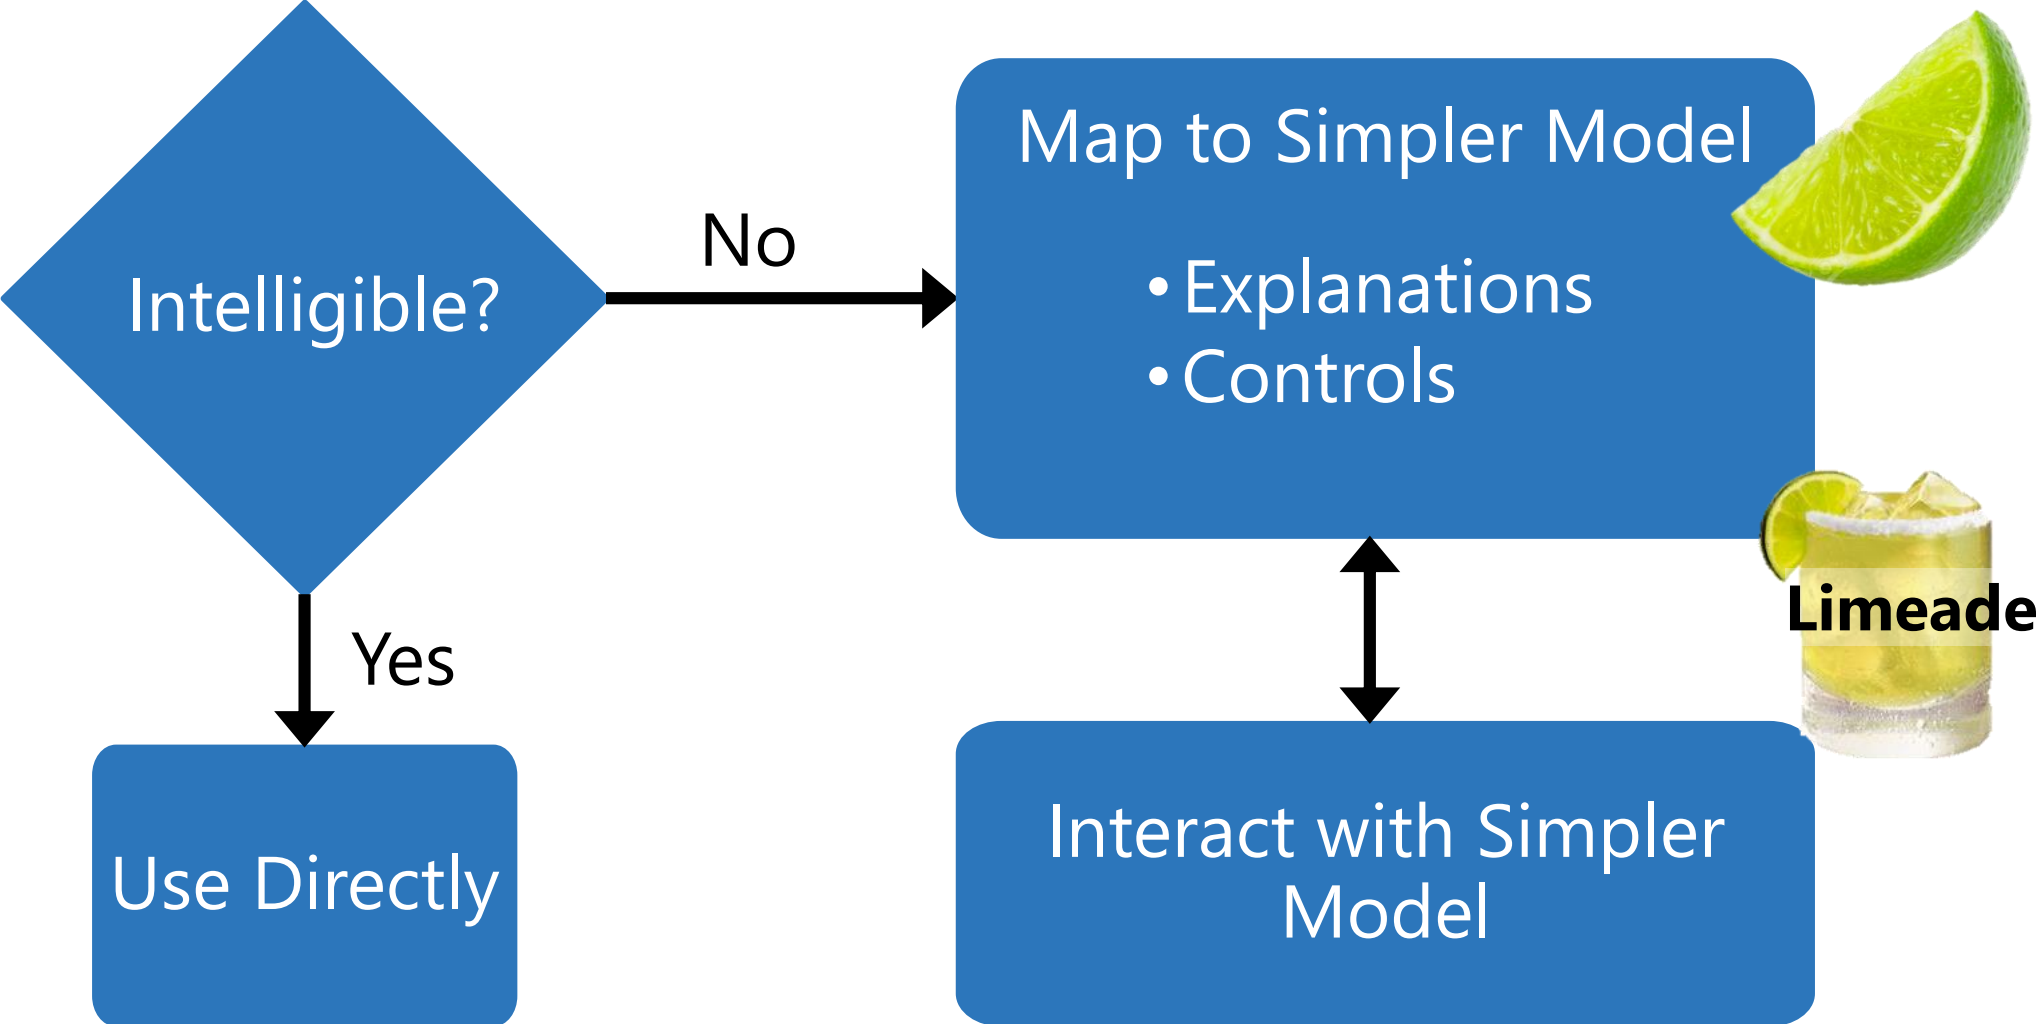 Intelligible?
No
Map to Simpler Model
• Explanations
• Controls
Limeade
Yes
Use Directly
Interact with Simpler
Model